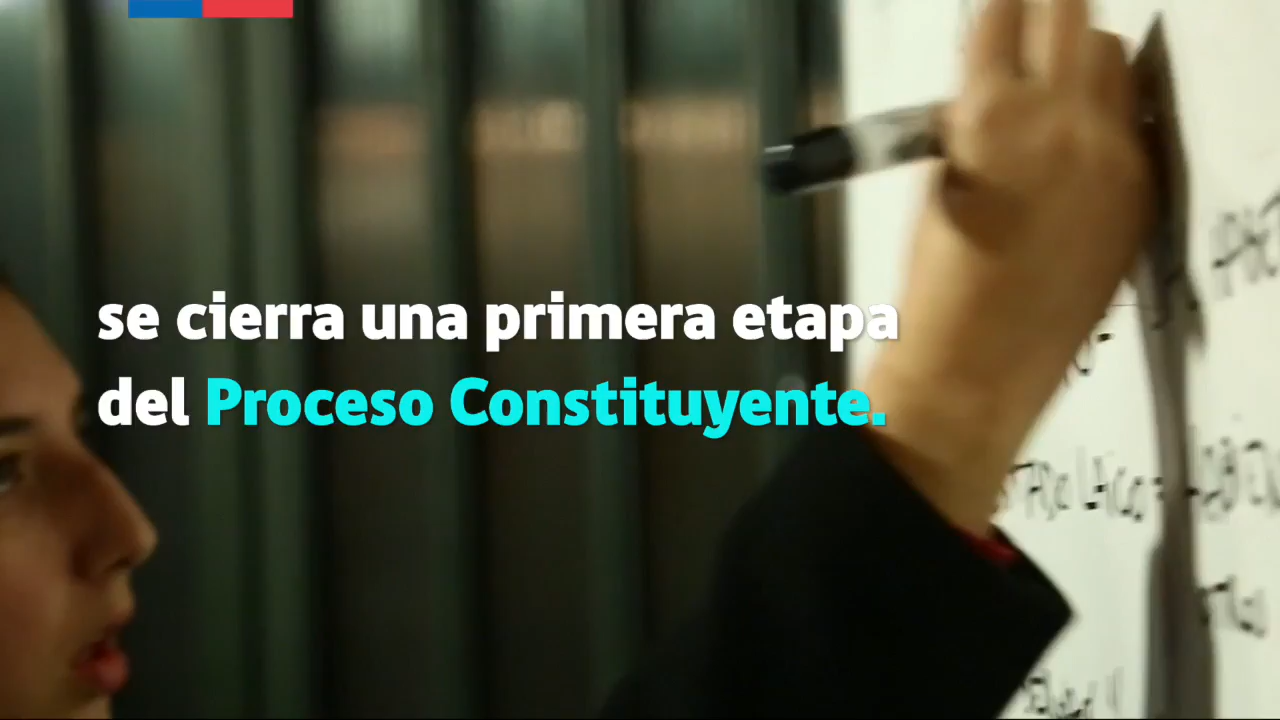 se cierra una primera etapa
del Proceso Constituyente.